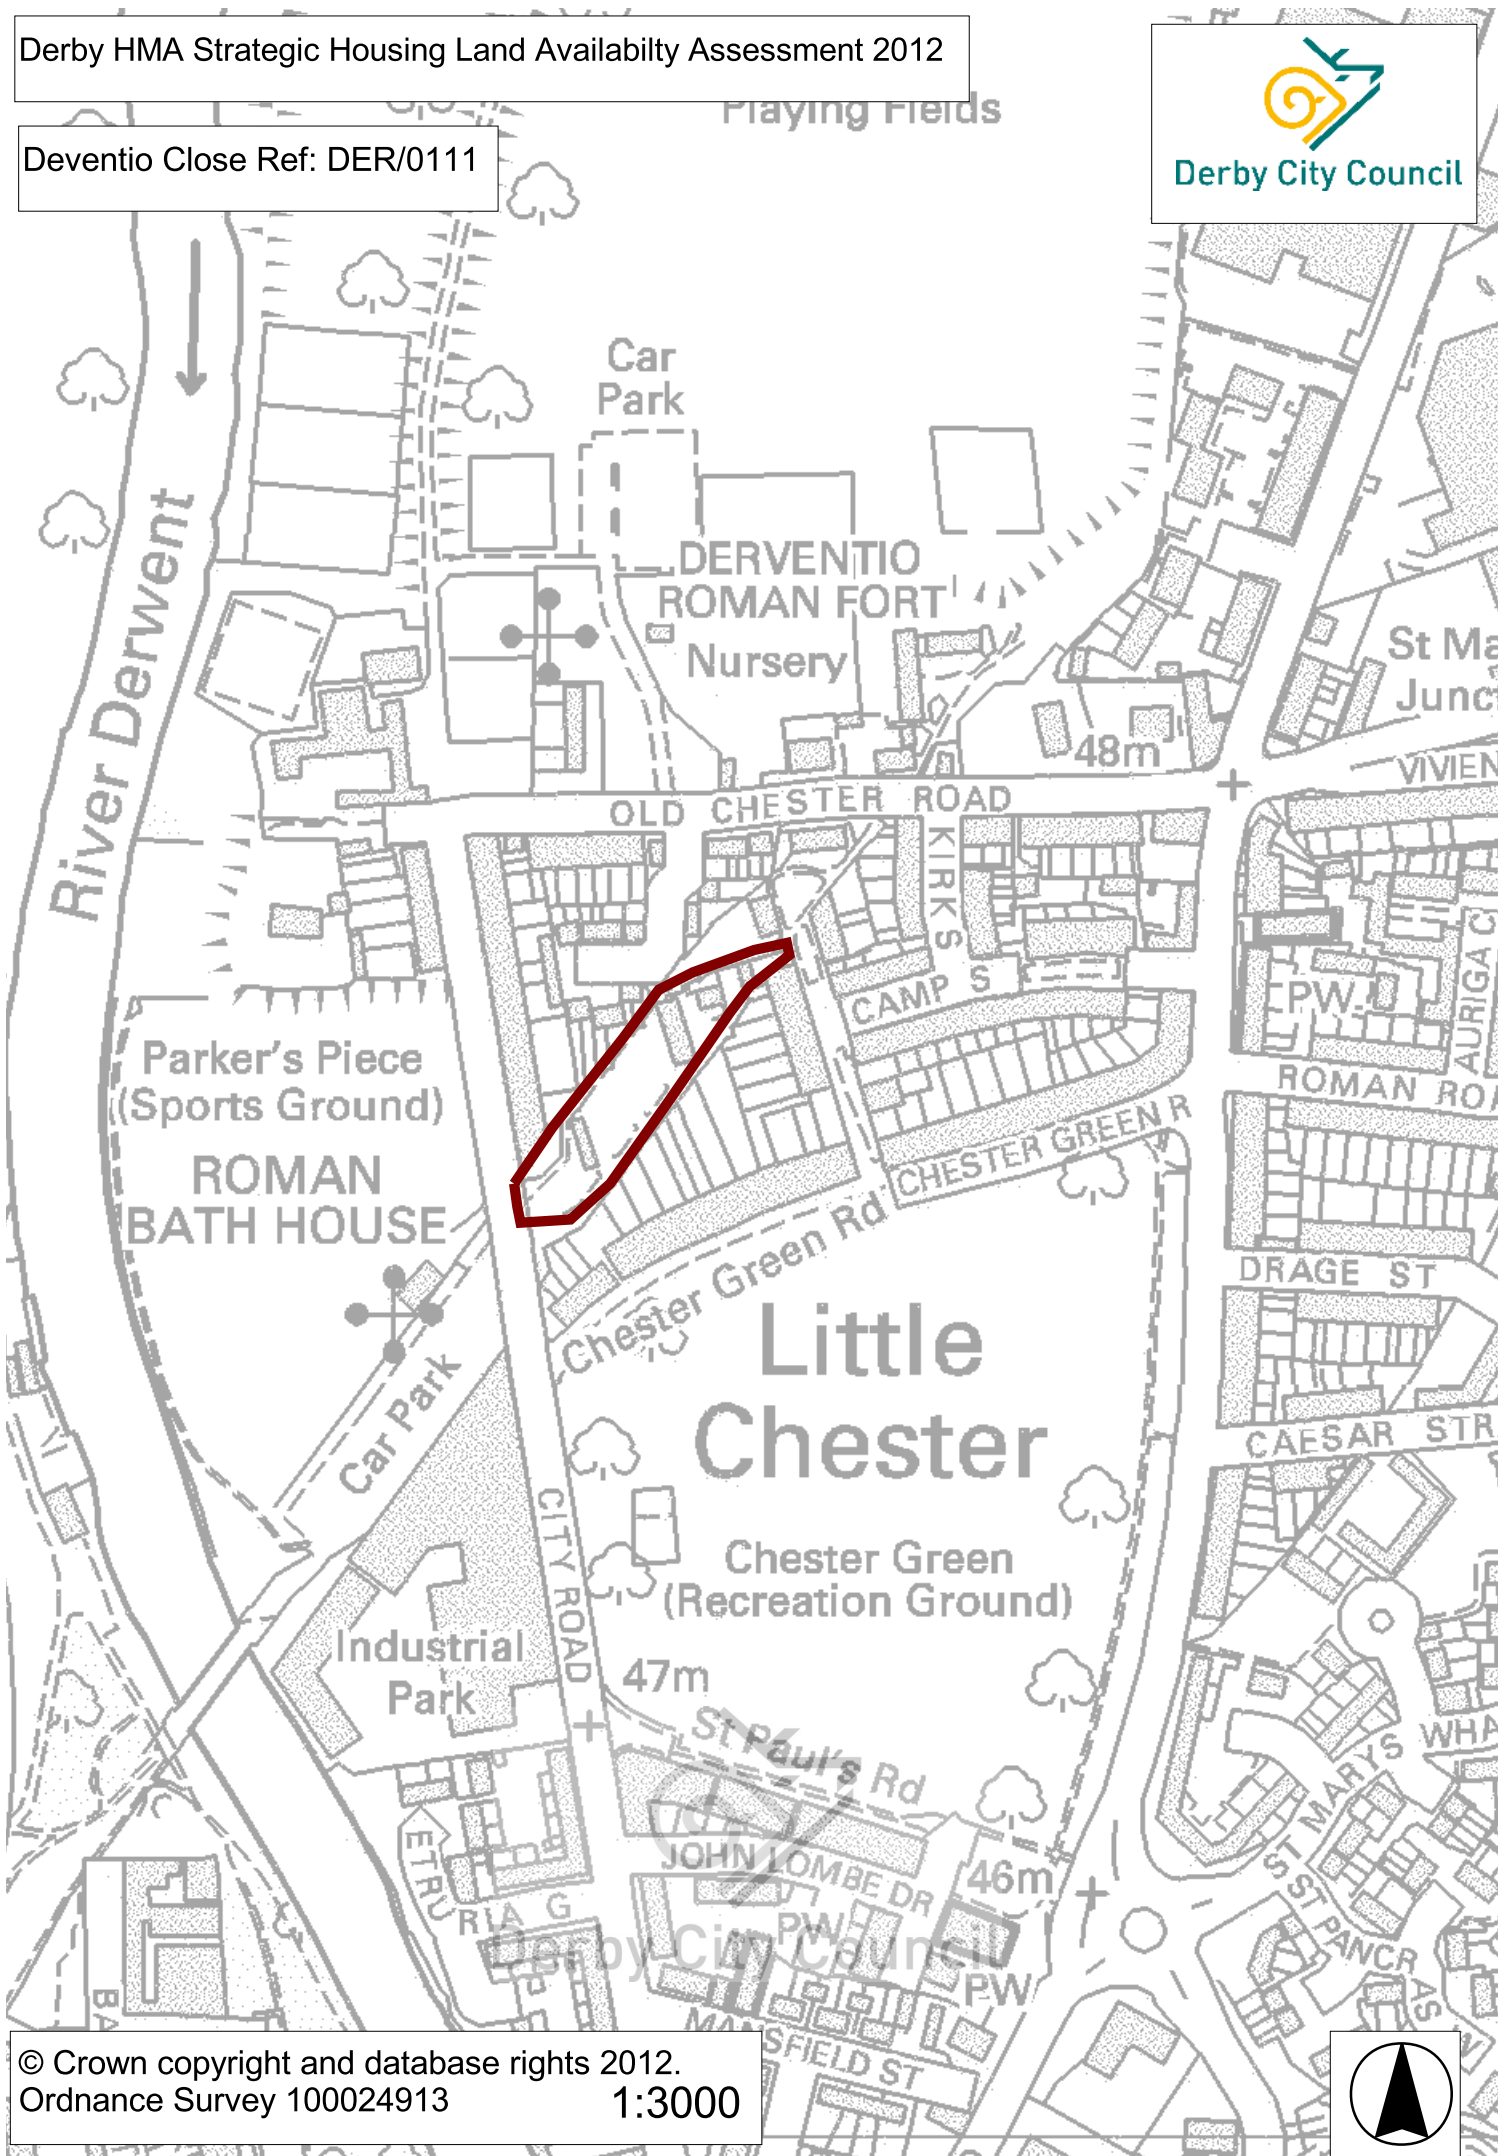 Derby HMA Strategic Housing Land Availabilty Assessment 2012
Deventio Close Ref: DER/0111
Derby City Council
Playing Fields
Car
Park
River Derwent
DERVENTIO
ROMAN FORT
Nursery
St Ma
Junc
48m
VIVIEN
OLD CHESTER ROAD
KIRK S
CAMP S
PW
AURIGA C
ROMAN ROA
Parker's Piece
(Sports Ground)
ROMAN
BATH HOUSE
CHESTER GREEN R
Chester Green Rd
DRAGE ST
Little
Chester
Car Park
CAESAR STR
CITY ROAD
Chester Green
(Recreation Ground)
Industrial
Park
47m
St Paul's Rd
ST MARYS WHA
JOHN LOMBE DR
46m
ETRURIA G
PW
Derby City Council
PW
ST PANCRAS W
MANSFIELD ST
BA
© Crown copyright and database rights 2012.
Ordnance Survey 100024913
1:3000